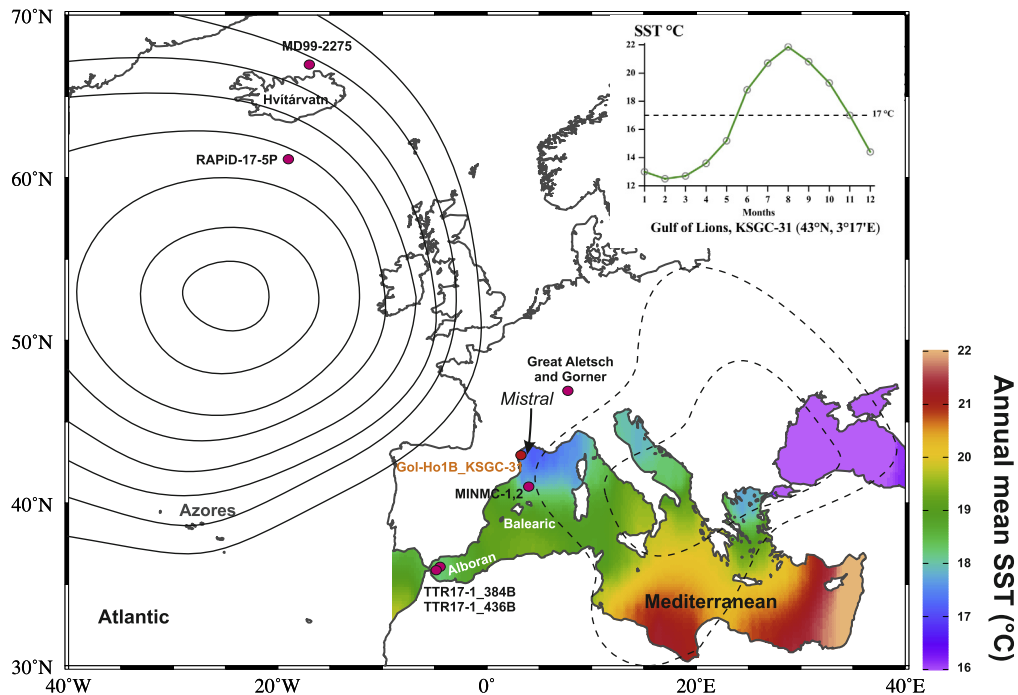 70˚N
60˚N
50˚N
40˚N
30˚N
40˚W
20˚W
0˚
20˚E
40˚E
MD99-2275
Hvítárvatn
RAPiD-17-5P
SST °C
22
22
18
16
14
12
17 °C
1 2 3 4 5 6 7 8 9 10 11 12
Months
Gulf of Lions, KSGC-31 (43°N, 3°17'E)
Great Aletsch
and Gorner
Mistral
Gol-Ho1B_KSGC-31
MINMC-1,2
Balearic
Azores
Alboran
TTR17-1_384B
TTR17-1_436B
Atlantic
Mediterranean
22
21
20
19
18
17
16
Annual mean SST (°C)